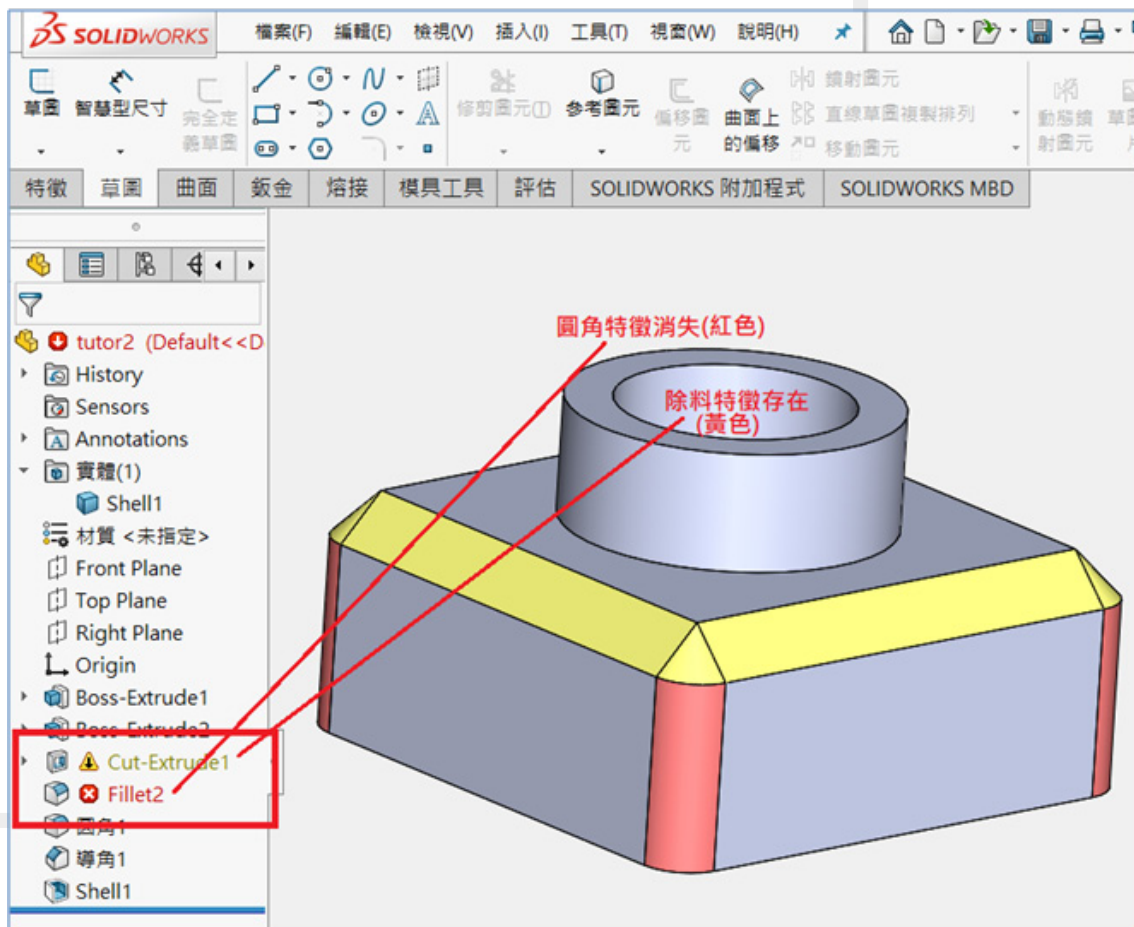 SOLIDWORKS 檔案(F) 編輯(E) 檢視(V) 插入(I) 工具(T) 視窗(W) 說明(H)
草圖 智慧型尺寸 完全定義草圖
修剪圖元(T) 參考圖元 偏移圖元 曲面上的偏移
鏡射圖元
直線草圖複製排列
移動圖元
動態鏡射圖元
特徵 草圖 曲面 鈑金 熔接 模具工具 評估 SOLIDWORKS 附加程式 SOLIDWORKS MBD
tutor2 (Default<<D
History
Sensors
Annotations
實體(1)
Shell1
材質 <未指定>
Front Plane
Top Plane
Right Plane
Origin
Boss-Extrude1
Boss-Extrude2
Cut-Extrude1
Fillet2
圓角1
導角1
Shell1
圓角特徵消失(紅色)
除料特徵存在
(黃色)